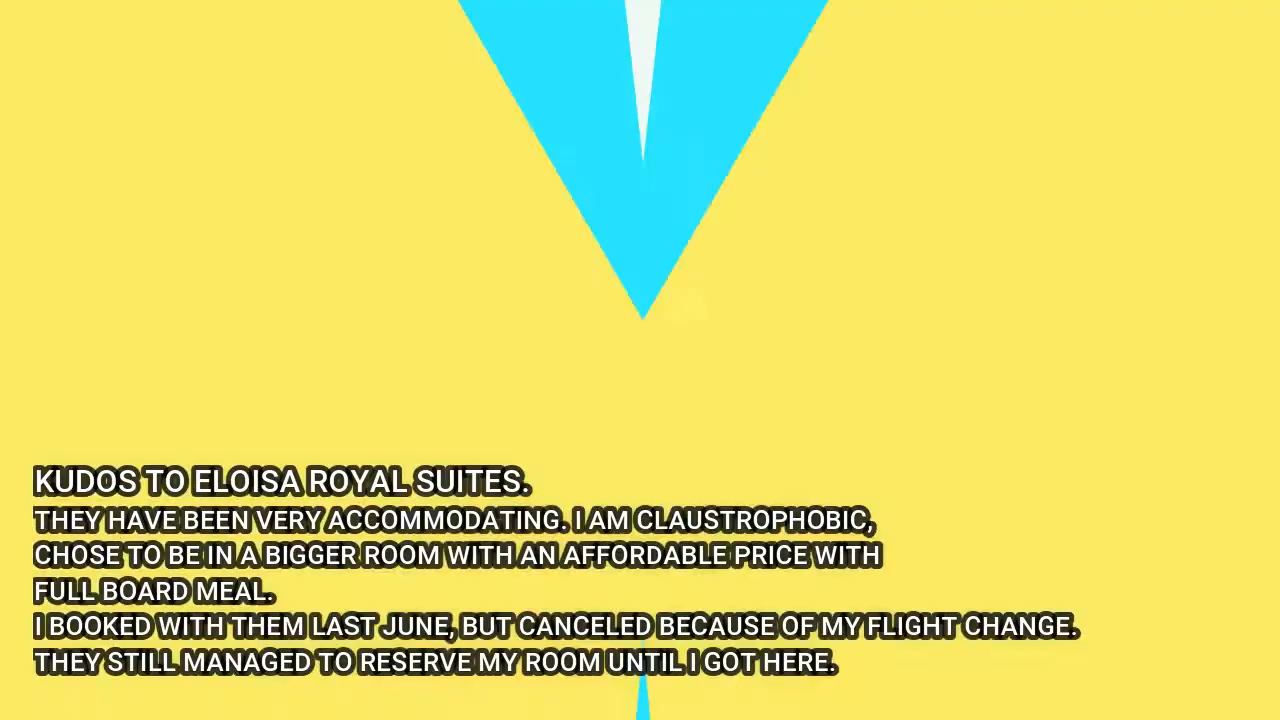 KUDOS TO ELOISA ROYAL SUITES.
THEY HAVE BEEN VERY ACCOMMODATING. I AM CLAUSTROPHOBIC,
CHOSE TO BE IN A BIGGER ROOM WITH AN AFFORDABLE PRICE WITH
FULL BOARD MEAL.
I BOOKED WITH THEM LAST JUNE, BUT CANCELED BECAUSE OF MY FLIGHT CHANGE.
THEY STILL MANAGED TO RESERVE MY ROOM UNTIL I GOT HERE.